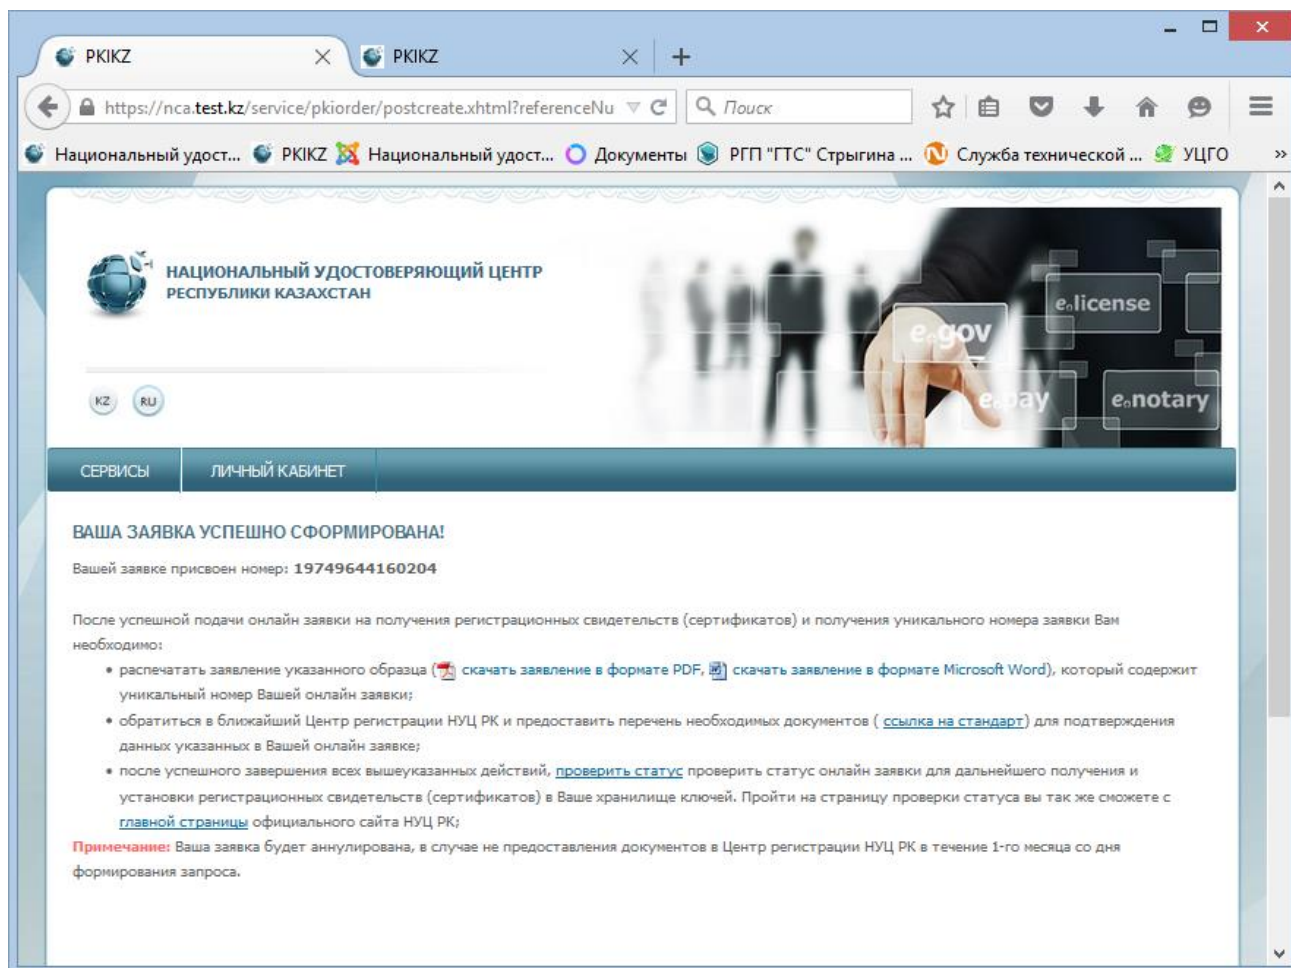 PKIKZ
PKIKZ
https://nca.test.kz/service/pkiorder/postcreate.xhtml?referenceNu
Поиск
Национальный удост...
PKIKZ
Национальный удост...
Документы
РГП "ГТС" Стрыгина ...
Служба технической ...
УЦГО
»
НАЦИОНАЛЬНЫЙ УДОСТОВЕРЯЮЩИЙ ЦЕНТР
РЕСПУБЛИКИ КАЗАХСТАН
e.license
e.gov
e.pay
e.notary
KZ
RU
СЕРВИСЫ
ЛИЧНЫЙ КАБИНЕТ
ВАША ЗАЯВКА УСПЕШНО СФОРМИРОВАНА!
Вашей заявке присвоен номер: 19749644160204
После успешной подачи онлайн заявки на получения регистрационных свидетельств (сертификатов) и получения уникального номера заявки Вам
необходимо:
• распечатать заявление указанного образца ( скачать заявление в формате PDF, скачать заявление в формате Microsoft Word), который содержит
уникальный номер Вашей онлайн заявки;
• обратиться в ближайший Центр регистрации НУЦ РК и предоставить перечень необходимых документов ( ссылка на стандарт) для подтверждения
данных указанных в Вашей онлайн заявке;
• после успешного завершения всех вышеуказанных действий, проверить статус проверить статус онлайн заявки для дальнейшего получения и
установки регистрационных свидетельств (сертификатов) в Ваше хранилище ключей. Пройти на страницу проверки статуса вы так же сможете с
главной страницы официального сайта НУЦ РК;
Примечание: Ваша заявка будет аннулирована, в случае не предоставления документов в Центр регистрации НУЦ РК в течение 1-го месяца со дня
формирования запроса.